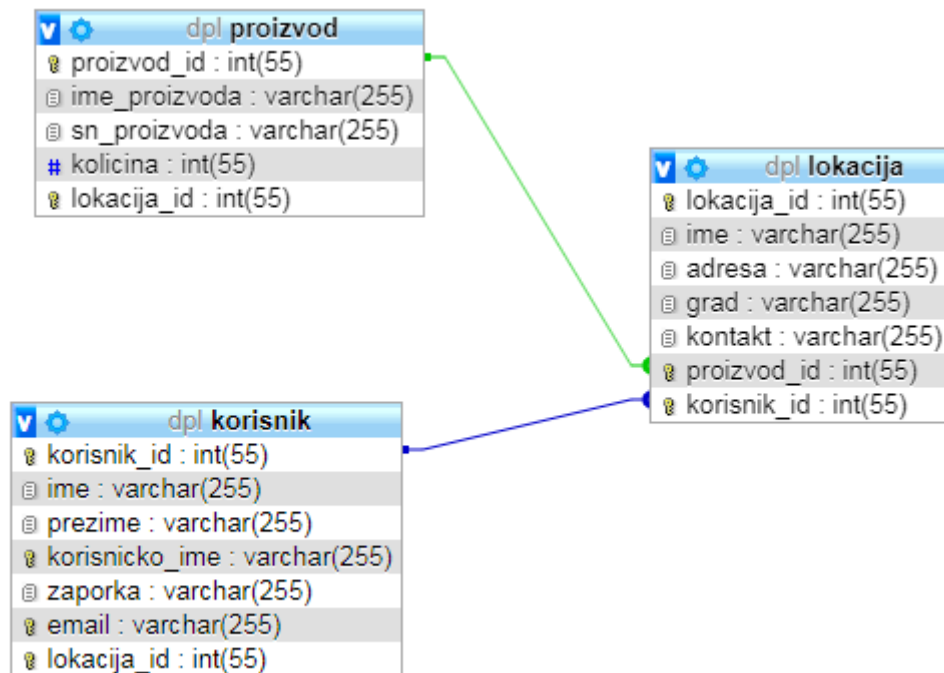 dpl proizvod
proizvod_id : int(55)
ime_proizvoda : varchar(255)
sn_proizvoda : varchar(255)
# kolicina : int(55)
lokacija_id : int(55)
dpl lokacija
lokacija_id : int(55)
ime : varchar(255)
adresa : varchar(255)
grad : varchar(255)
kontakt : varchar(255)
proizvod_id : int(55)
korisnik_id : int(55)
dpl korisnik
korisnik_id : int(55)
ime : varchar(255)
prezime : varchar(255)
korisnicko_ime : varchar(255)
zaporka : varchar(255)
email : varchar(255)
lokacija_id : int(55)